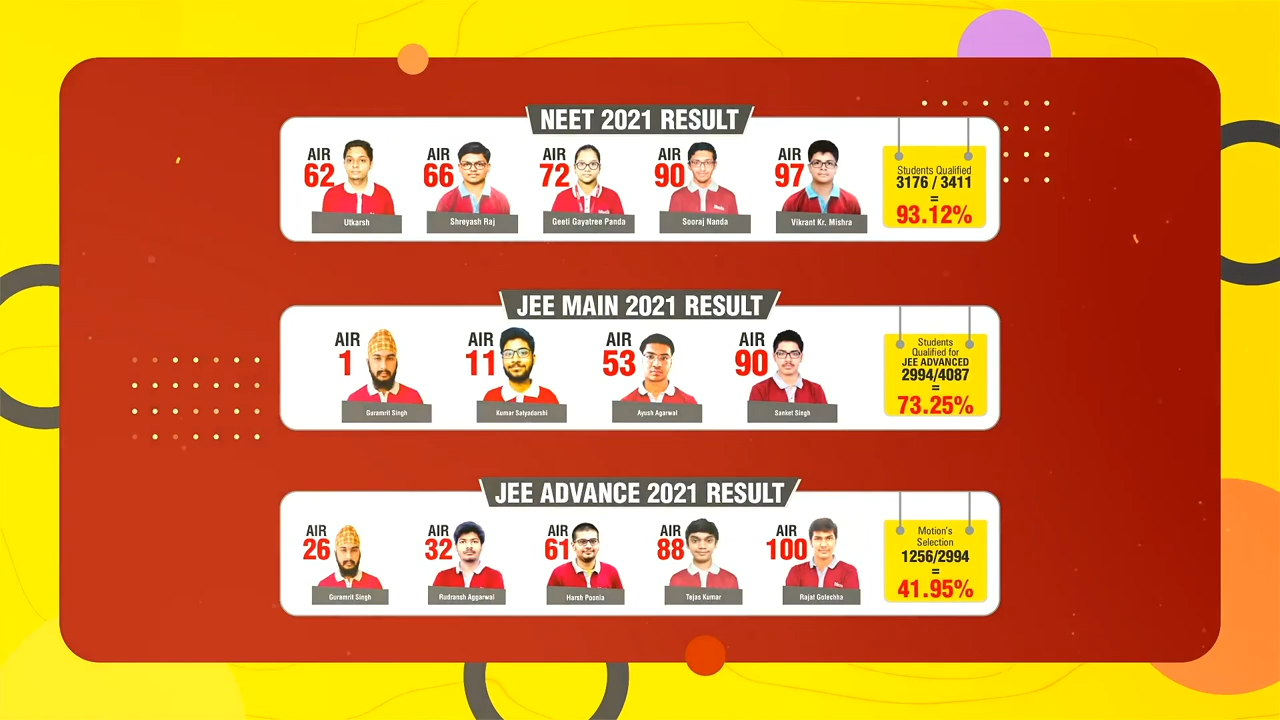 NEET 2021 RESULT
AIR
62
Utkarsh
AIR
66
Shreyash Raj
AIR
72
Geeti Gayatree Panda
AIR
90
Sooraj Nanda
AIR
97
Vikrant Kr. Mishra
Students Qualified
3176 / 3411
=
93.12%
JEE MAIN 2021 RESULT
AIR
1
Guramrit Singh
AIR
11
Kumar Satyadarshi
AIR
53
Ayush Agarwal
AIR
90
Sanket Singh
Students
Qualified for
JEE ADVANCED
2994/4087
=
73.25%
JEE ADVANCE 2021 RESULT
AIR
26
Guramrit Singh
AIR
32
Rudransh Aggarwal
AIR
61
Harsh Poonia
AIR
88
Tejas Kumar
AIR
100
Rajat Golechha
Motion's
Selection
1256/2994
=
41.95%